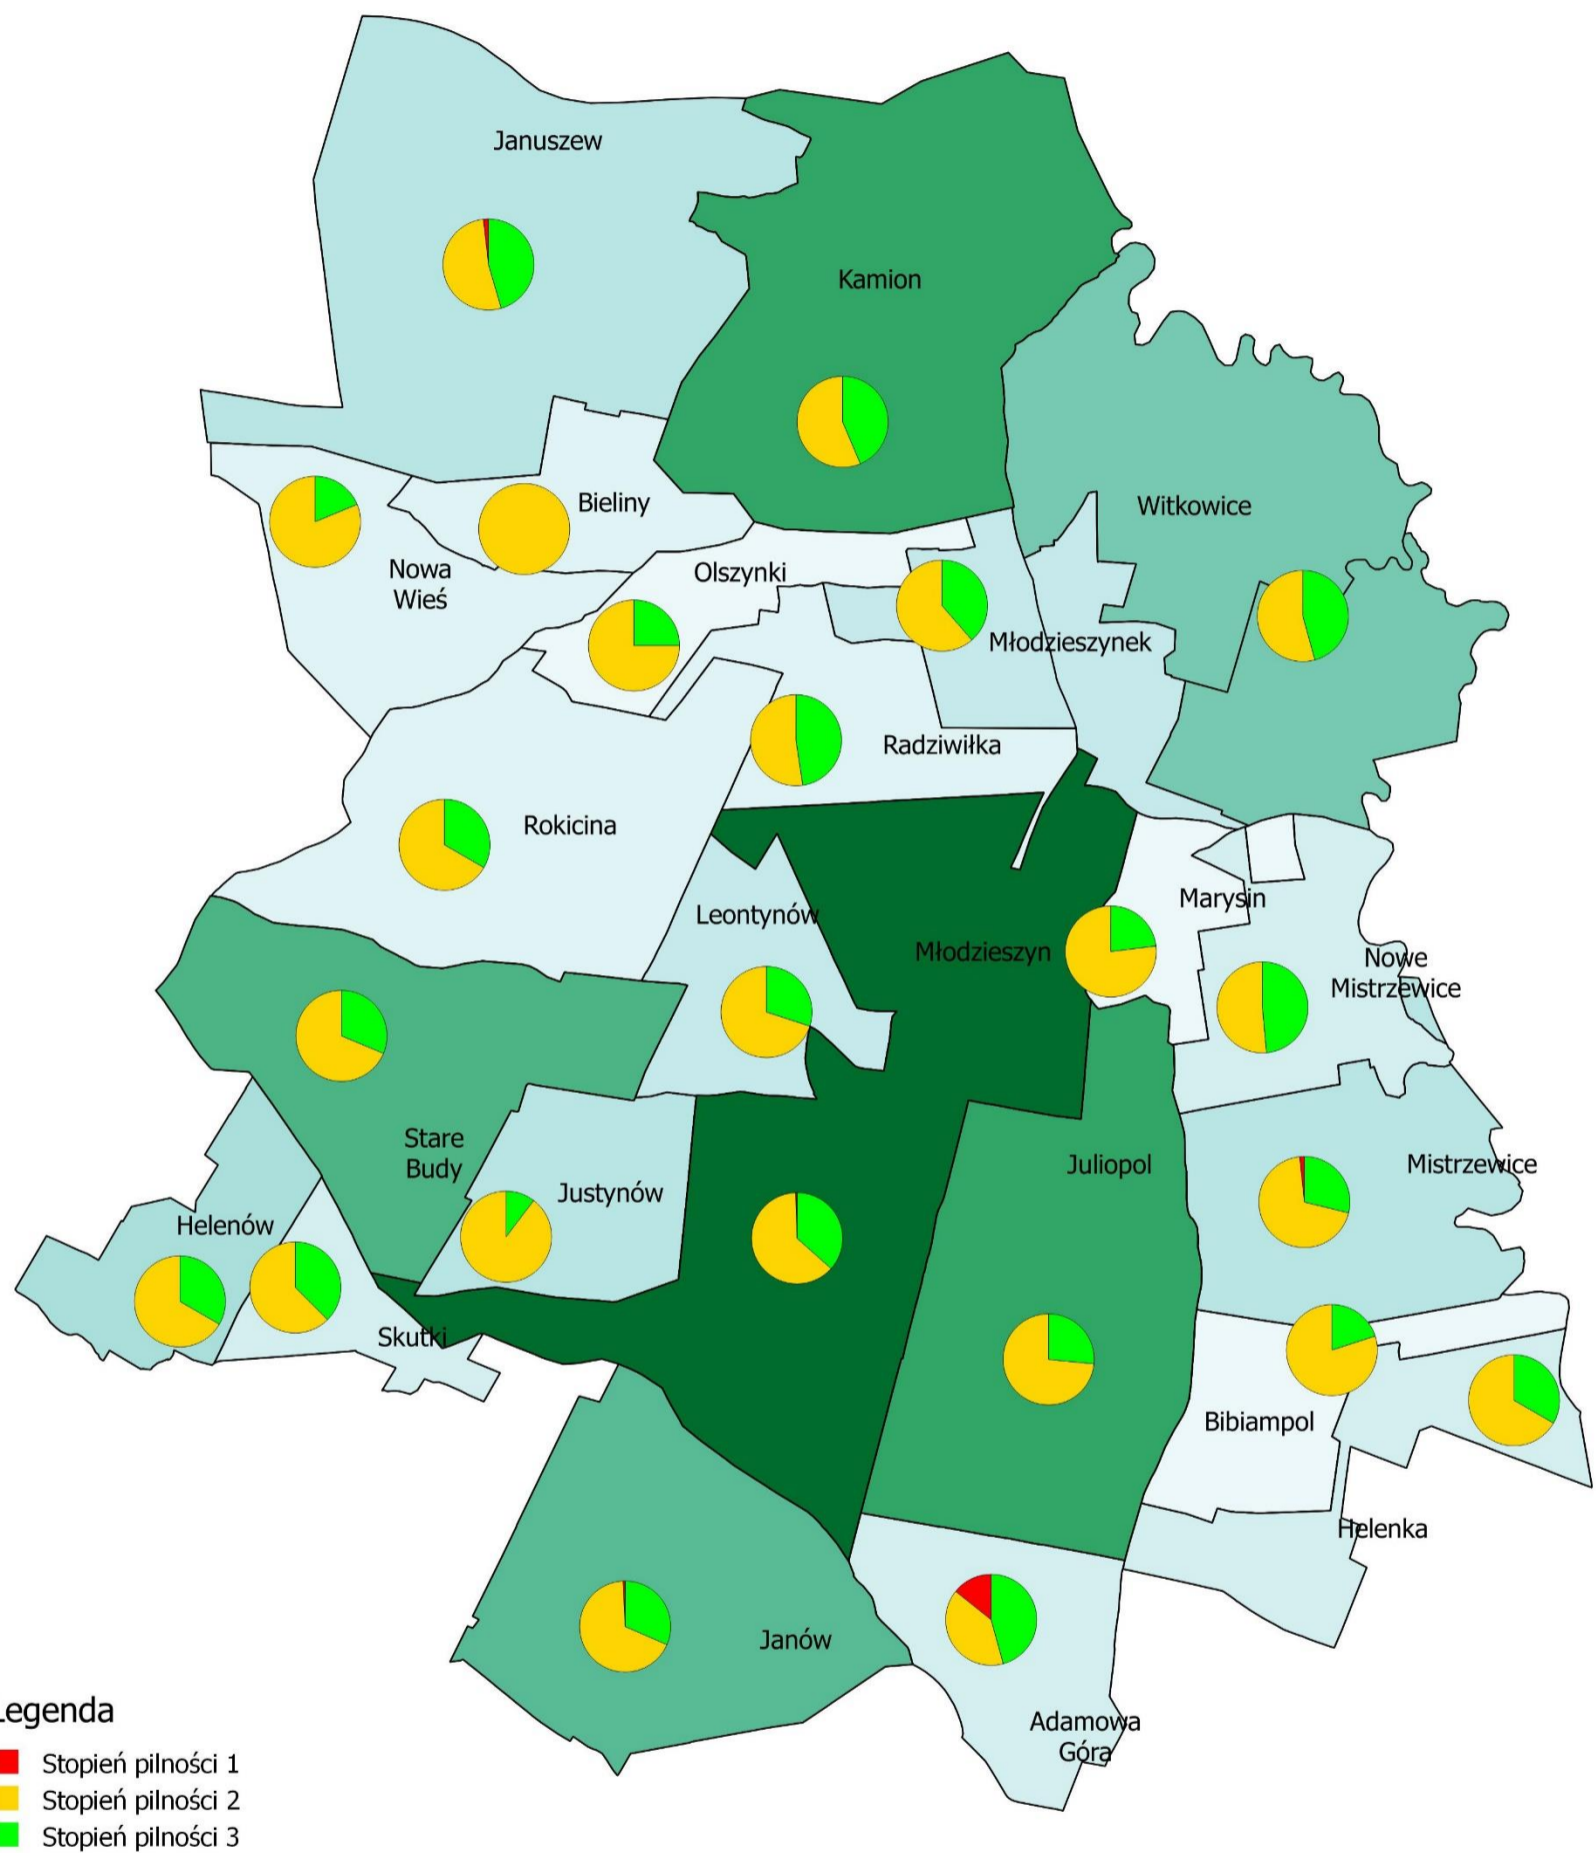 Januszew
Kamion
Witkowice
Bieliny
Nowa
Wieś
Olszynki
Młodzieszynek
Radziwiłka
Rokicina
Marysin
Leontynów
Młodzieszyn
Nowe
Mistrzewice
Stare
Budy
Juliopol
Mistrzewice
Justynów
Helenów
Skutki
Bibiampol
Helenka
Janów
Adamowa
Góra
Legenda
Stopień pilności 1
Stopień pilności 2
Stopień pilności 3